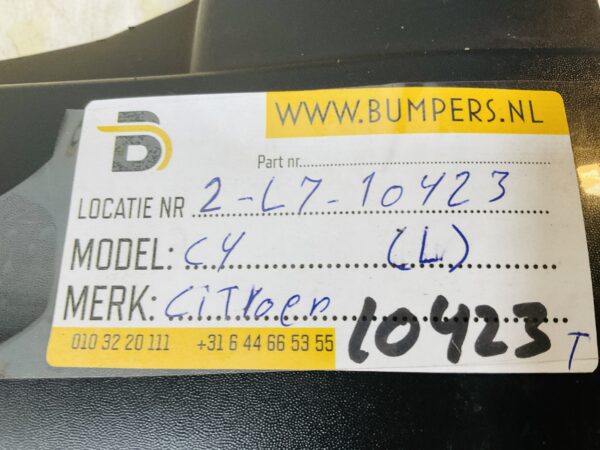 B
WWW.BUMPERS.NL
Part nr.
LOCATIE NR 2-L7-10423
MODEL: C4 (L)
MERK: CiTroen
010 32 20 111 +31 6 44 66 53 55 10423 T